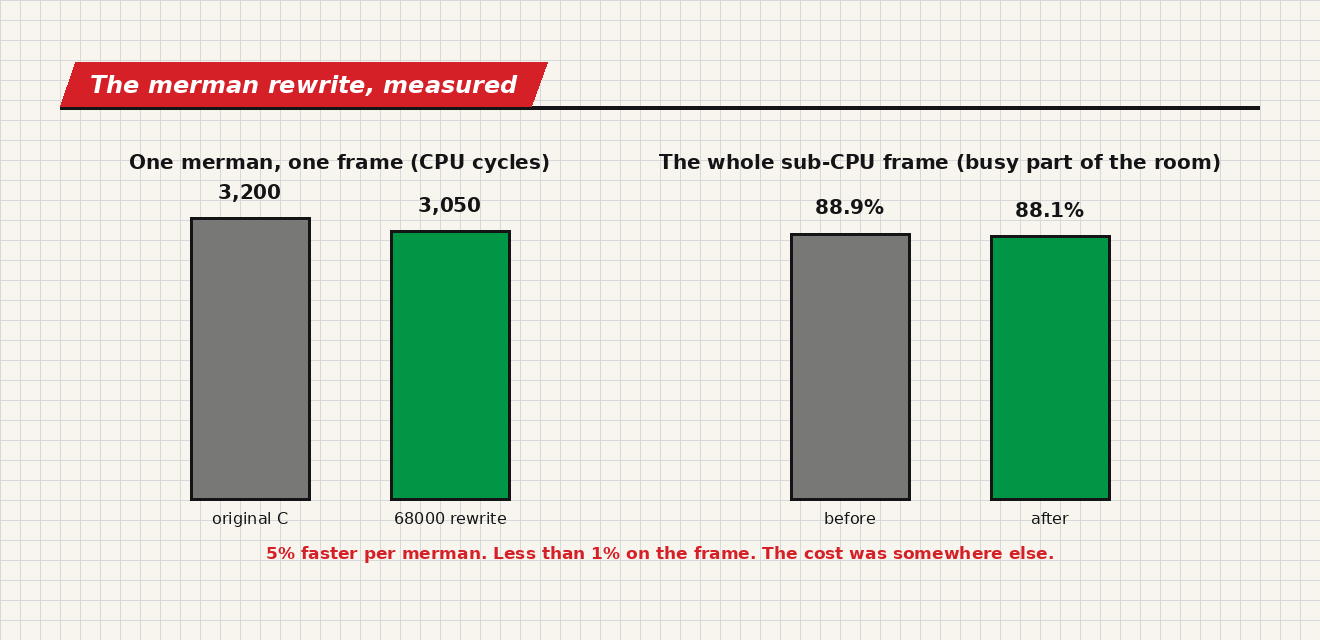 The merman rewrite, measured
One merman, one frame (CPU cycles)
3,200
3,050
original C
68000 rewrite
The whole sub-CPU frame (busy part of the room)
88.9%
88.1%
before
after
5% faster per merman. Less than 1% on the frame. The cost was somewhere else.